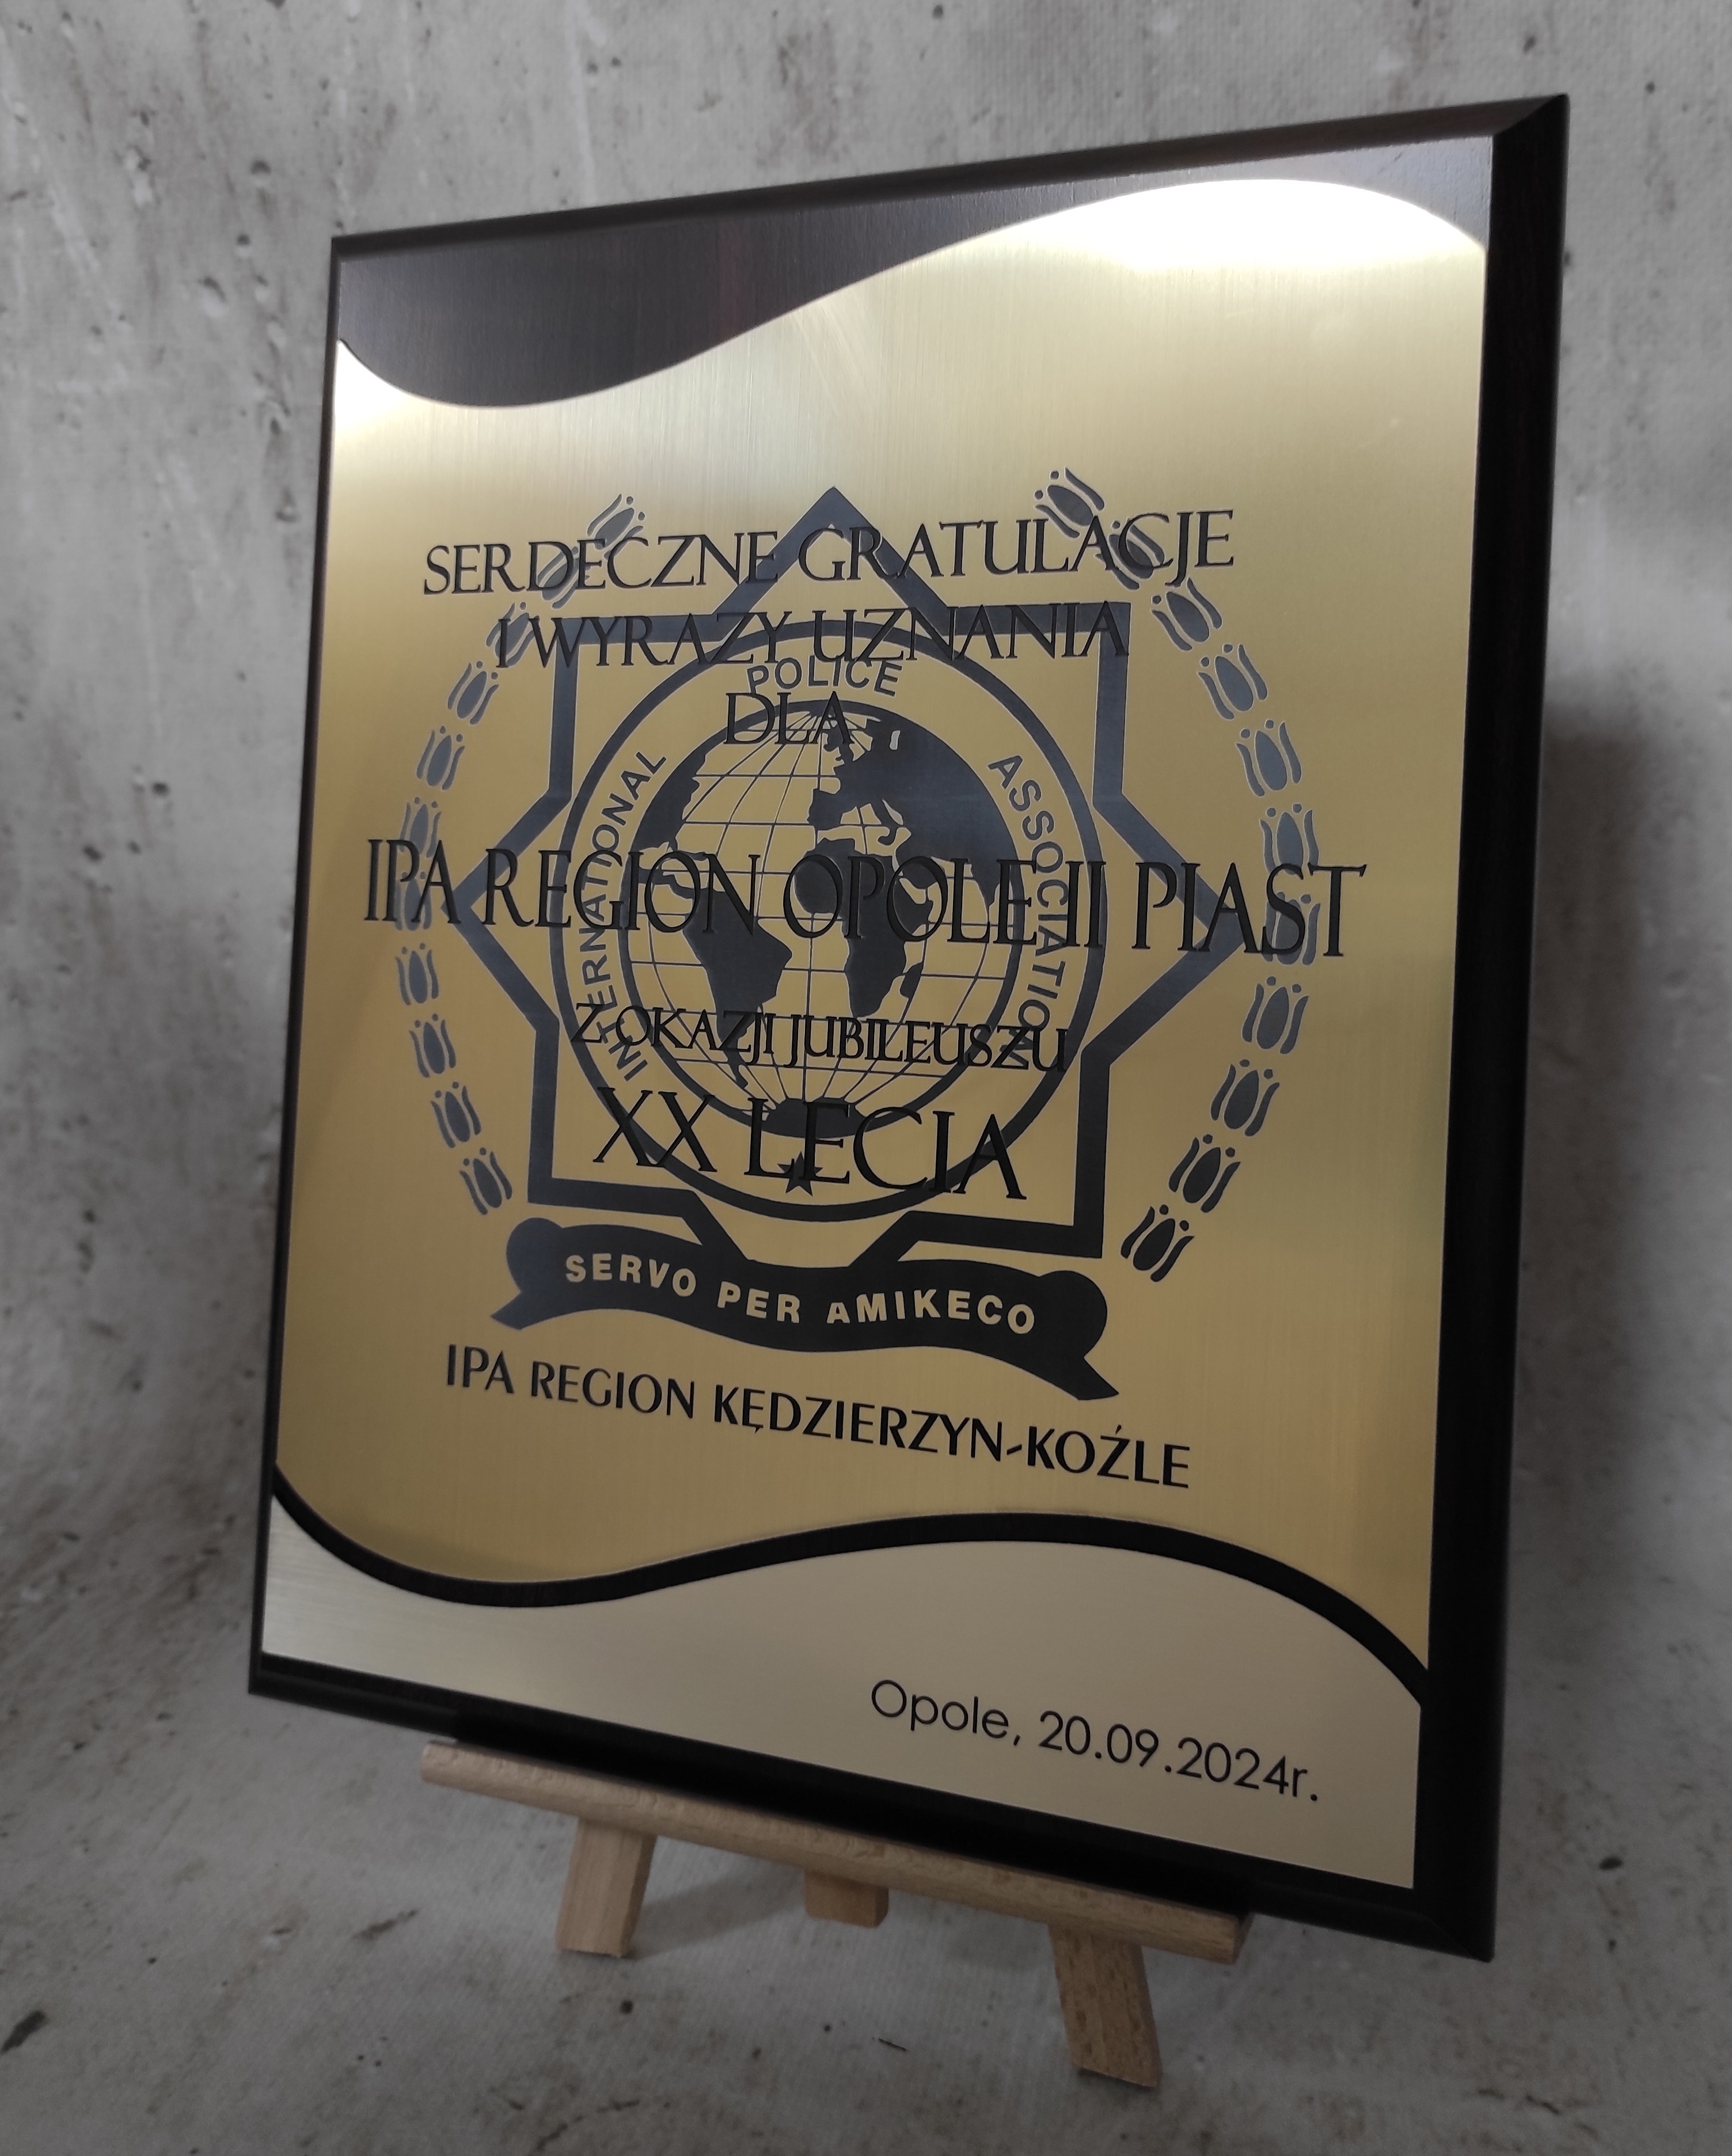 SERDECZNE GRATULACJE
I WYRAZY UZNANIA
POLICE
DLA
INTERNATIONAL
ASSOCIATION
IPA REGION OPOLE II PIAST
Z OKAZJI JUBILEUSZU
XX LECIA
SERVO PER AMIKECO
IPA REGION KĘDZIERZYN-KOŹLE
Opole, 20.09.2024r.